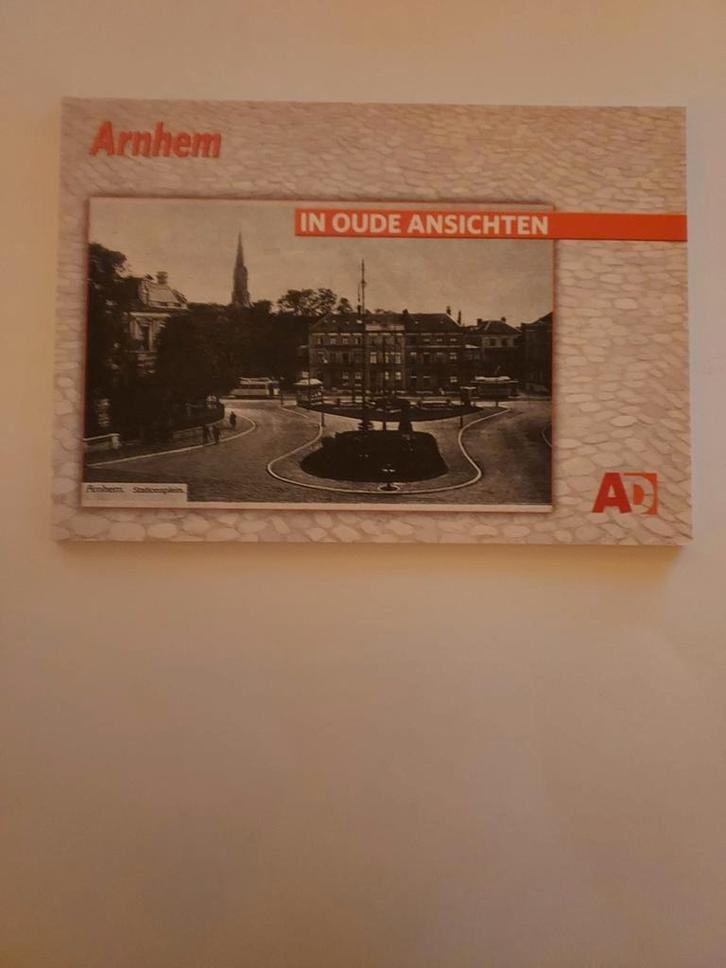 Arnhem
IN OUDE ANSICHTEN
Arnhem. Stationsplein.
AD